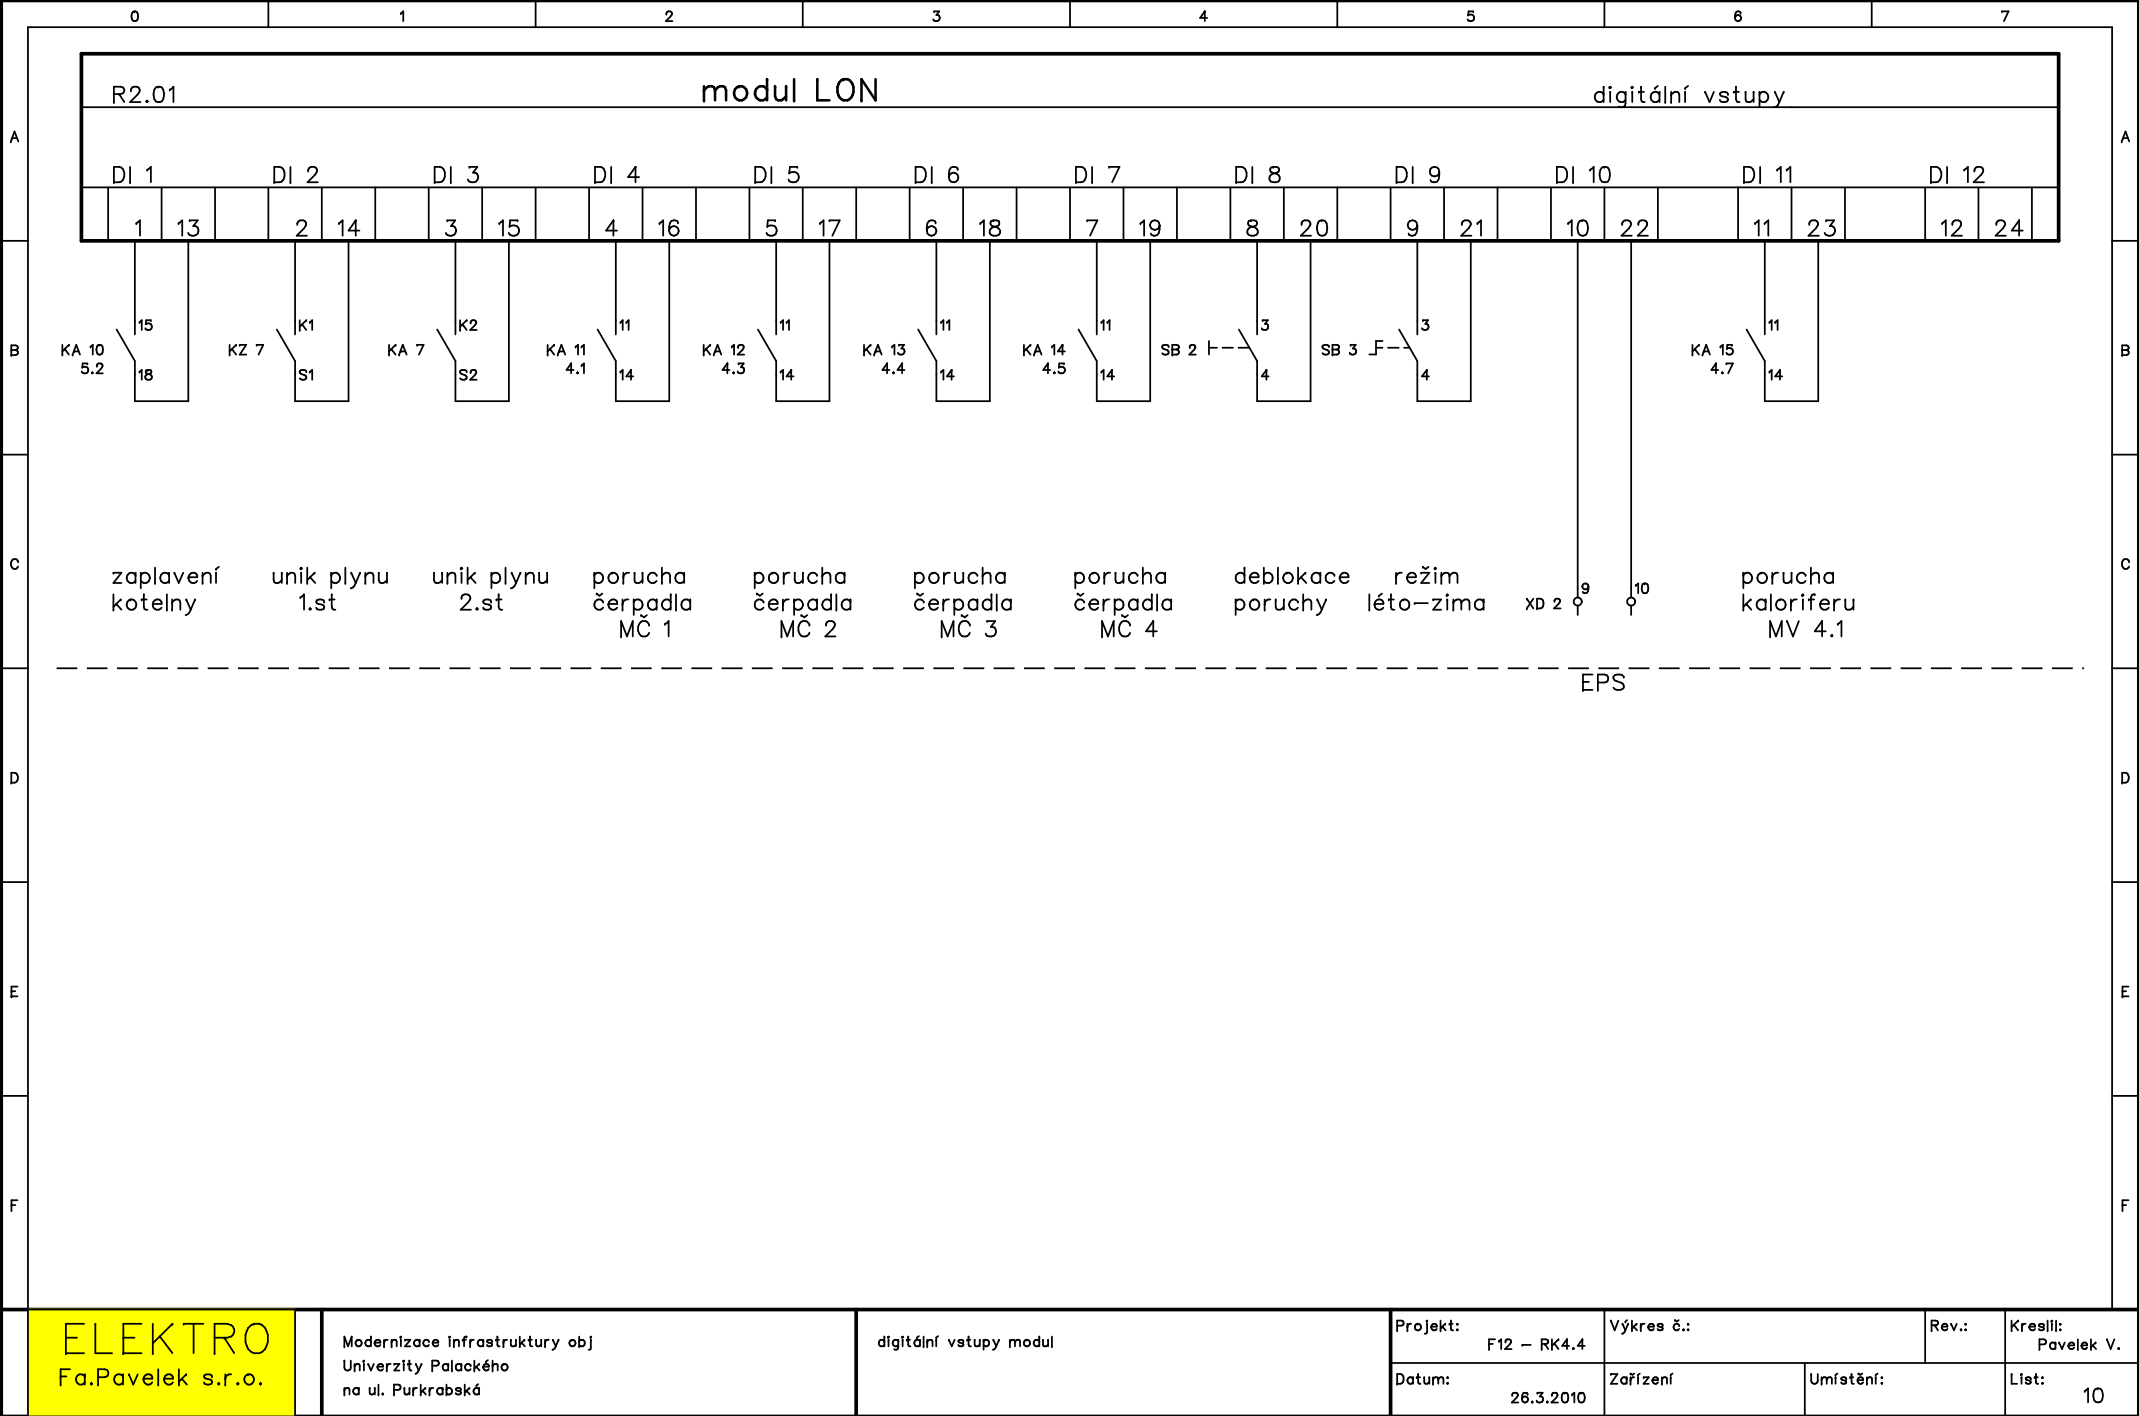 0 1 2 3 4 5 6 7
R2.01 modul LON digitální vstupy
A A
DI 1 DI 2 DI 3 DI 4 DI 5 DI 6 DI 7 DI 8 DI 9 DI 10 DI 11 DI 12
1 13 2 14 3 15 4 16 5 17 6 18 7 19 8 20 9 21 10 22 11 23 12 24
15 K1 K2 11 11 11 11 3 3 11
B KA 10 KZ 7 KA 7 KA 11 KA 12 KA 13 KA 14 SB 2 SB 3 KA 15 B
5.2 4.1 4.3 4.4 4.5 4.7
18 S1 S2 14 14 14 14 4 4 14
C C
zaplavení unik plynu unik plynu porucha porucha porucha porucha deblokace režim porucha
9 10
kotelny 1.st 2.st čerpadla čerpadla čerpadla čerpadla poruchy léto–zima XD 2 kaloriferu
MČ 1 MČ 2 MČ 3 MČ 4 MV 4.1
EPS
D D
E E
F F
ELEKTRO
Fa.Pavelek s.r.o.
Modernizace infrastruktury obj
Univerzity Palackého
na ul. Purkrabská
digitální vstupy modul
Projekt: Výkres č.: Rev.: Kreslil:
F12 – RK4.4 Pavelek V.
Datum: Zařízení Umístění: List:
26.3.2010 10